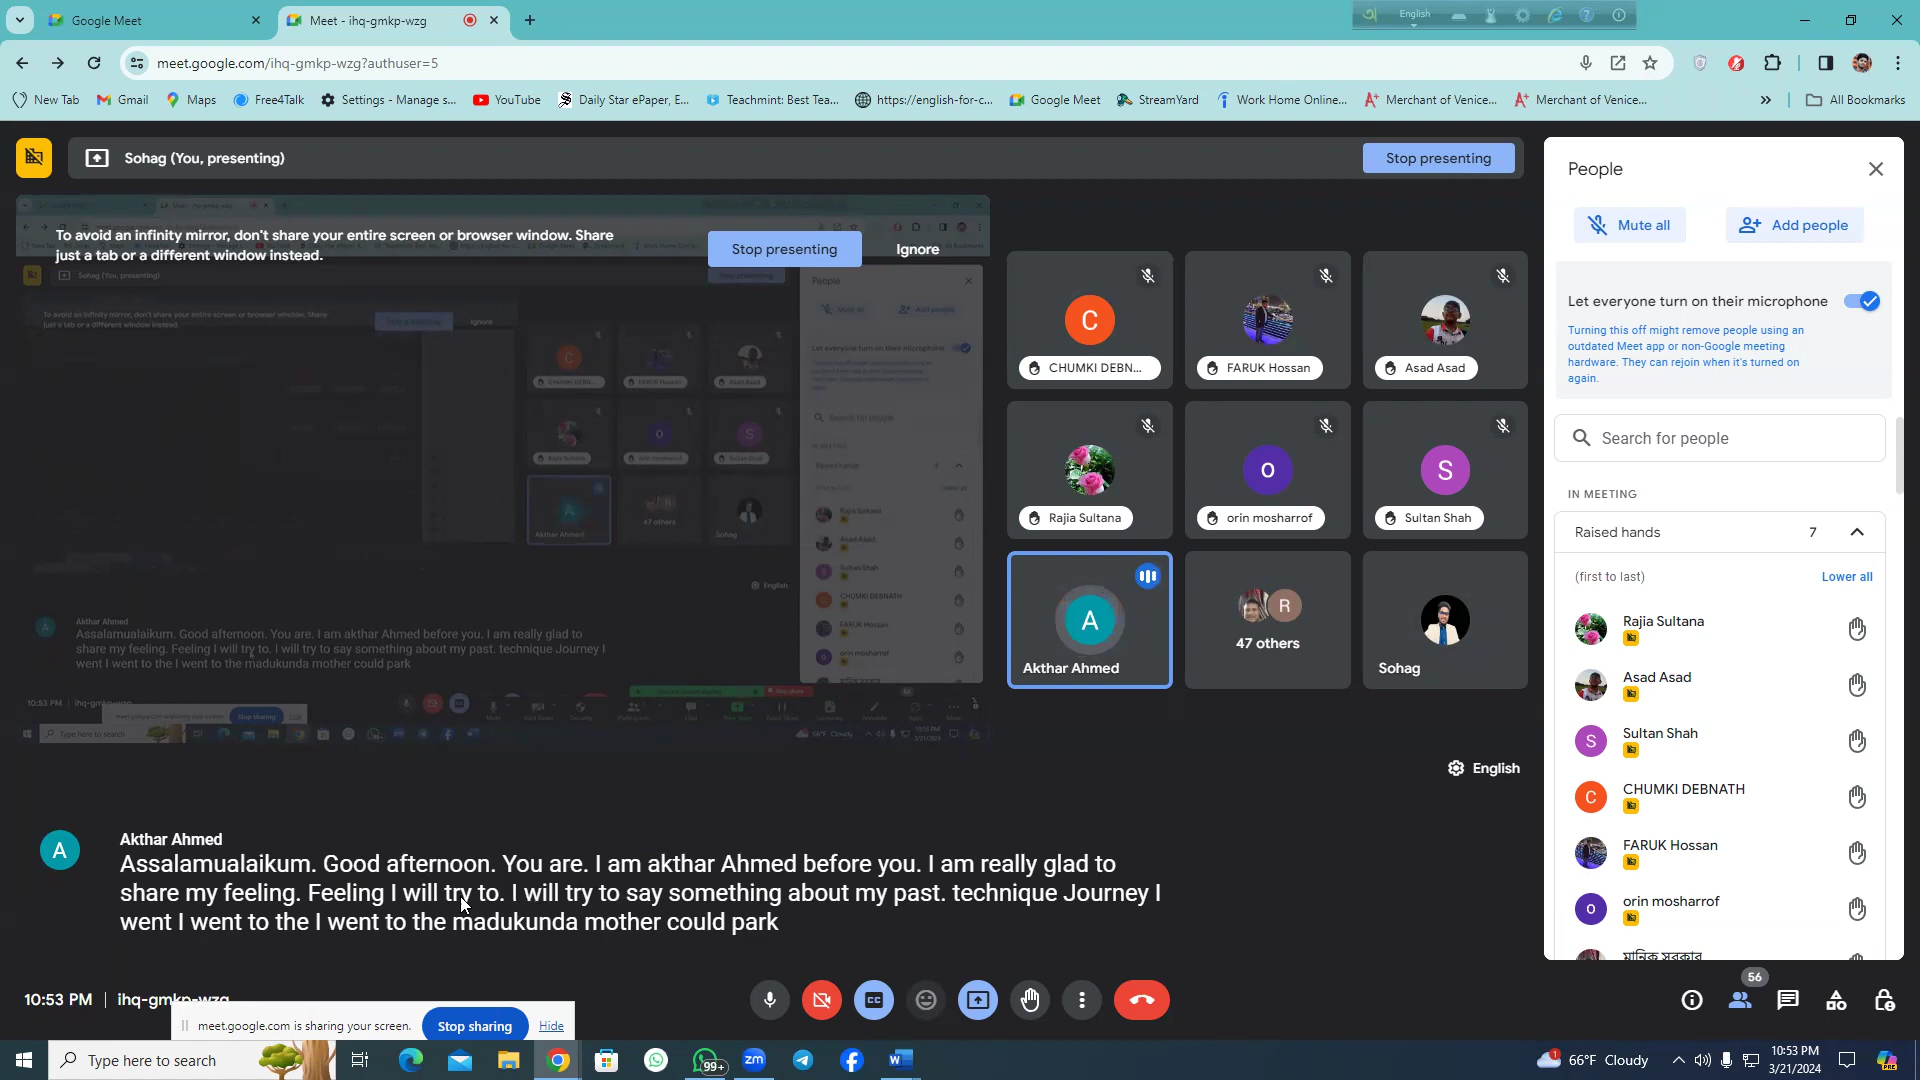 Google Meet
Meet - ihq-gmkp-wzg
English
meet.google.com/ihq-gmkp-wzg?authuser=5
New Tab
Gmail
Maps
Free4Talk
Settings - Manage s...
YouTube
Daily Star ePaper, E...
Teachmint: Best Tea...
https://english-for-c...
Google Meet
StreamYard
Work Home Online...
Merchant of Venice...
Merchant of Venice...
All Bookmarks
Sohag (You, presenting)
Stop presenting
To avoid an infinity mirror, don't share your entire screen or browser window. Share
just a tab or a different window instead.
Stop presenting
Ignore
CHUMKI DEBN...
FARUK Hossan
Asad Asad
Rajia Sultana
orin mosharrof
Sultan Shah
A
Akthar Ahmed
R
47 others
Sohag
C
o
S
English
A
Akthar Ahmed
Assalamualaikum. Good afternoon. You are. I am akthar Ahmed before you. I am really glad to
share my feeling. Feeling I will try to. I will try to say something about my past. technique Journey I
went I went to the I went to the madukunda mother could park
People
Mute all
Add people
Let everyone turn on their microphone
Turning this off might remove people using an
outdated Meet app or non-Google meeting
hardware. They can rejoin when it's turned on
again.
Search for people
IN MEETING
Raised hands 7
(first to last)
Lower all
Rajia Sultana
Asad Asad
S
Sultan Shah
C
CHUMKI DEBNATH
FARUK Hossan
o
orin mosharrof
মানিক সরকার
10:53 PM | ihq-gmkp-wzg
CC
56
meet.google.com is sharing your screen.
Stop sharing
Hide
Type here to search
99+
zm
66°F Cloudy
10:53 PM
3/21/2024